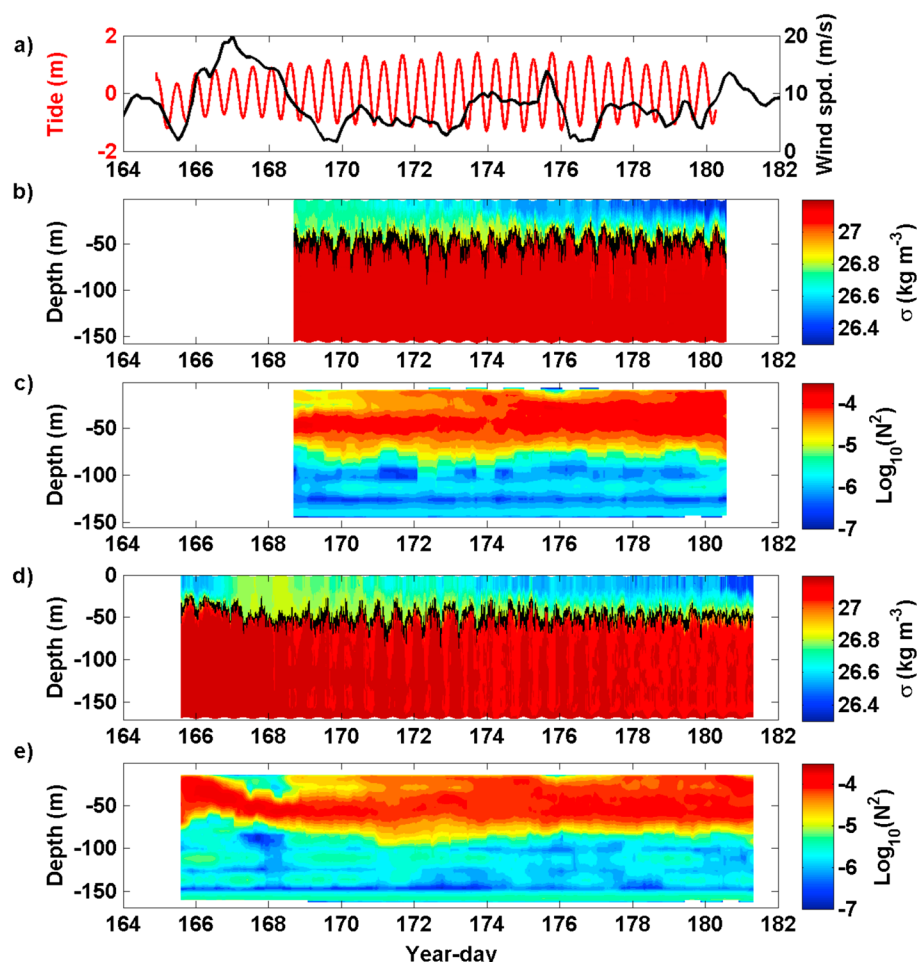 a)
Tide (m)
2
0
-2
20
10
0
Wind spd. (m/s)
164 166 168 170 172 174 176 178 180 182
b)
Depth (m)
-50
-100
-150
164 166 168 170 172 174 176 178 180 182
27
26.8
26.6
26.4
σ (kg m-3)
c)
Depth (m)
0
-50
-100
-150
164 166 168 170 172 174 176 178 180 182
-4
-5
-6
-7
Log10(N2)
d)
Depth (m)
0
-50
-100
-150
164 166 168 170 172 174 176 178 180 182
27
26.8
26.6
26.4
σ (kg m-3)
e)
Depth (m)
-50
-100
-150
164 166 168 170 172 174 176 178 180 182
-4
-5
-6
-7
Log10(N2)
Year-day